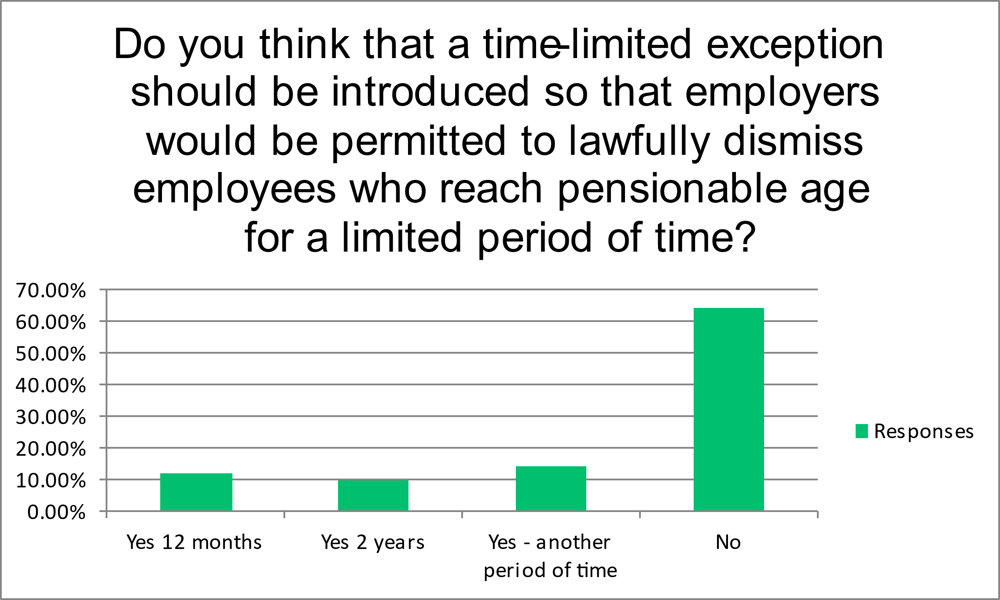 Do you think that a time-limited exception
should be introduced so that employers
would be permitted to lawfully dismiss
employees who reach pensionable age
for a limited period of time?
70.00%
60.00%
50.00%
40.00%
30.00%
20.00%
10.00%
0.00%
Responses
Yes 12 months
Yes 2 years
Yes - another
period of time
No